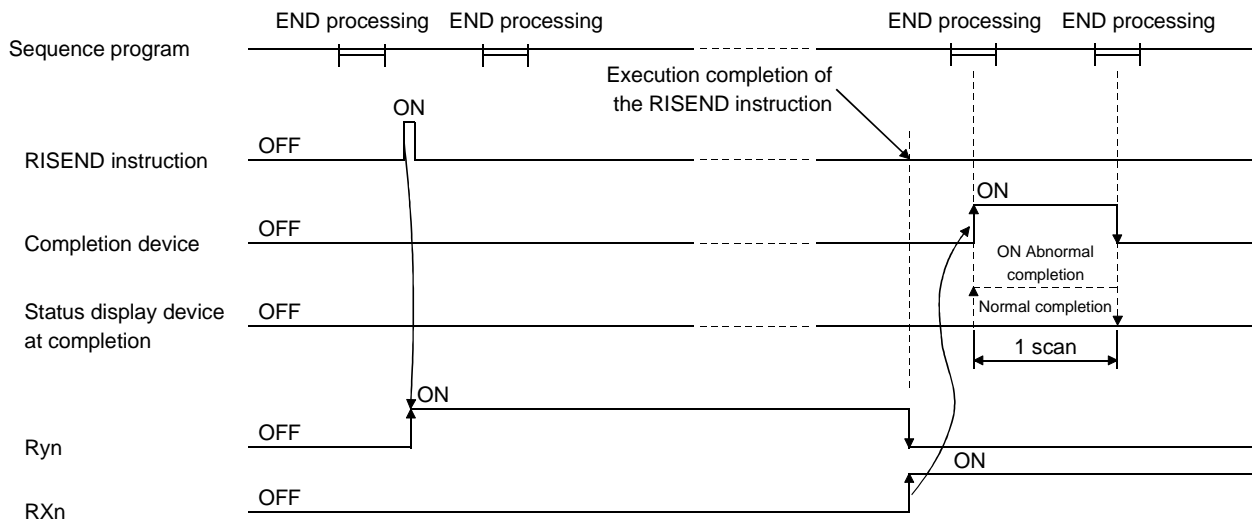 END processing
END processing
END processing
END processing
Sequence program
Execution completion of
the RISEND instruction
ON
OFF
RISEND instruction
ON
OFF
Completion device
ON Abnormal
completion
Status display device
at completion
OFF
Normal completion
1 scan
ON
OFF
Ryn
ON
OFF
RXn